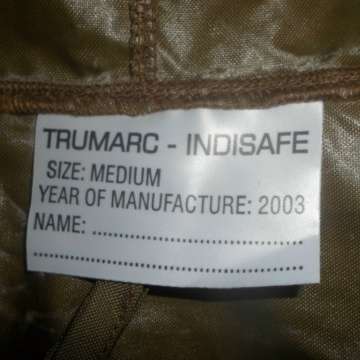 TRUMARC - INDISAFE
SIZE: MEDIUM
YEAR OF MANUFACTURE: 2003
NAME: ........................................
.....................................................